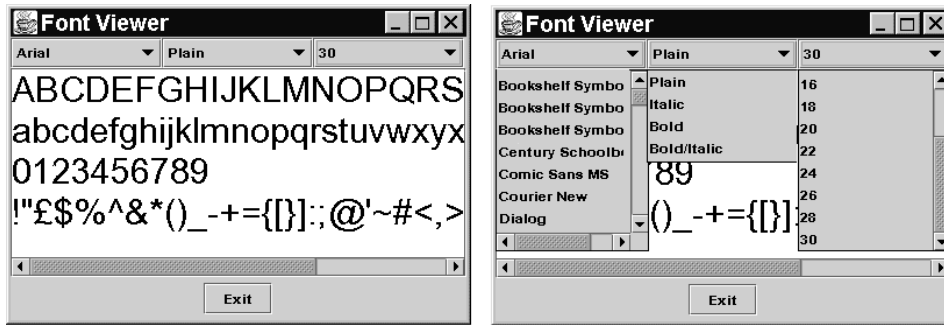 Font Viewer
Arial Plain 30
ABCDEFGHIJKLMNOPQRS
abcdefghijklmnopqrstuvwxyx
0123456789
!"£$%^&*()_-+={[}]:;@'~#<,>
Exit
Font Viewer
Arial Plain 30
Bookshelf Symbo
Bookshelf Symbo
Bookshelf Symbo
Century Schoolb
Comic Sans MS
Courier New
Dialog
Plain
Italic
Bold
Bold/Italic
16
18
20
22
24
26
28
30
89
()_-+={[}]:
Exit